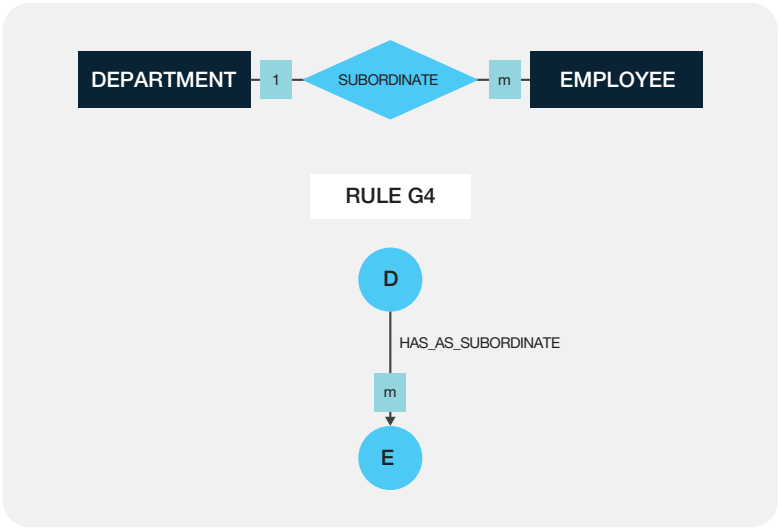 DEPARTMENT 1 SUBORDINATE m EMPLOYEE
RULE G4
D
HAS_AS_SUBORDINATE
m
E